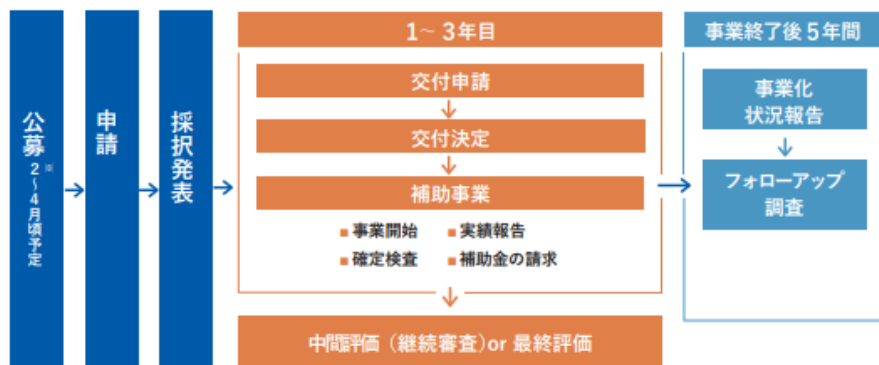 公募※
2~4月頃予定
申請
採択発表
1~3年目
交付申請
交付決定
補助事業
■事業開始
■実績報告
■確定検査
■補助金の請求
中間評価(継続審査)or 最終評価
事業終了後5年間
事業化
状況報告
フォローアップ
調査